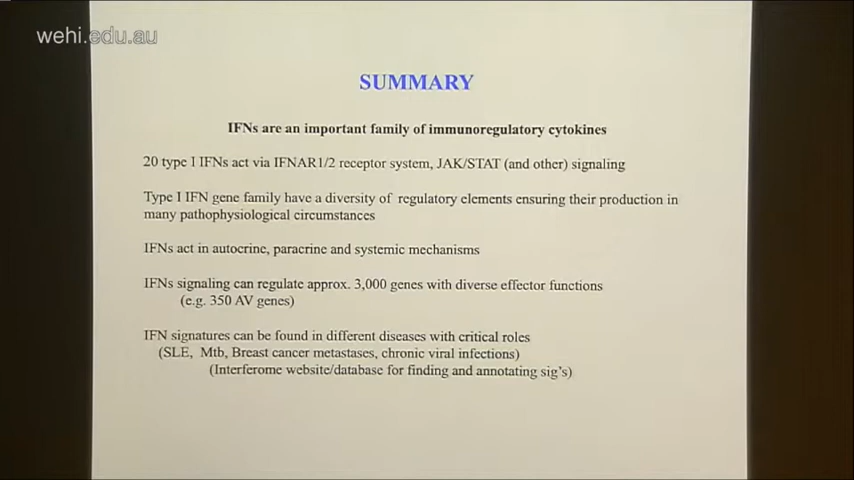 wehi.edu.au
SUMMARY
IFNs are an important family of immunoregulatory cytokines
20 type I IFNs act via IFNAR1/2 receptor system, JAK/STAT (and other) signaling
Type I IFN gene family have a diversity of regulatory elements ensuring their production in
many pathophysiological circumstances
IFNs act in autocrine, paracrine and systemic mechanisms
IFNs signaling can regulate approx. 3,000 genes with diverse effector functions
(e.g. 350 AV genes)
IFN signatures can be found in different diseases with critical roles
(SLE, Mtb, Breast cancer metastases, chronic viral infections)
(Interferome website/database for finding and annotating sig's)